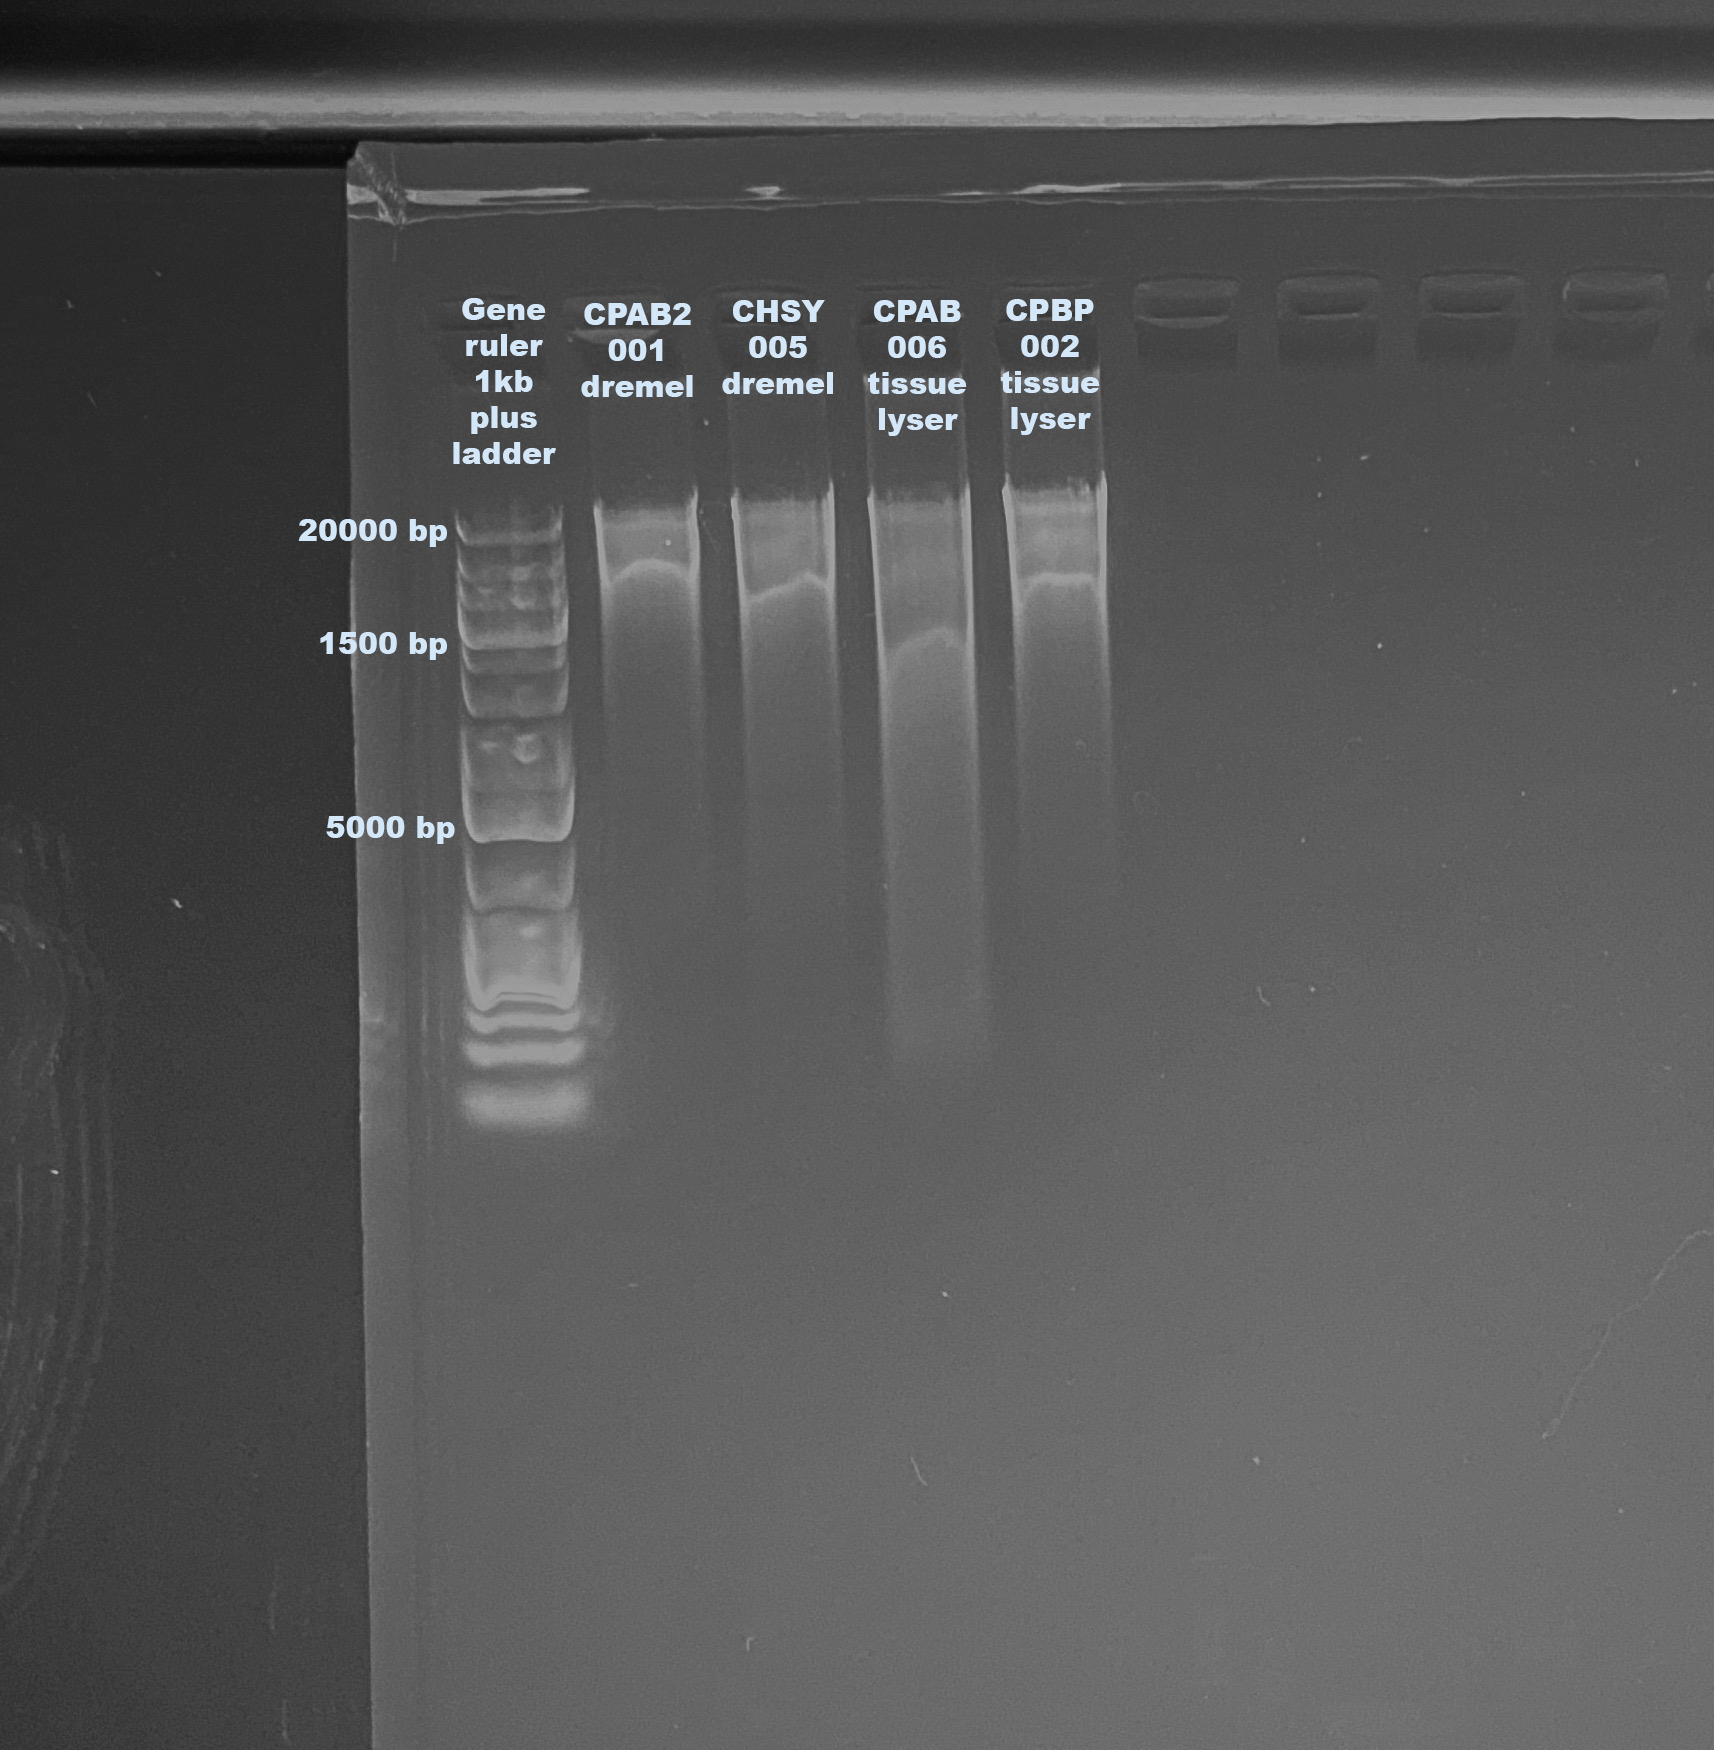 Gene
ruler
1kb
plus
ladder
CPAB2
001
dremel
CHSY
005
dremel
CPAB
006
tissue
lyser
CPBP
002
tissue
lyser
20000 bp
1500 bp
5000 bp